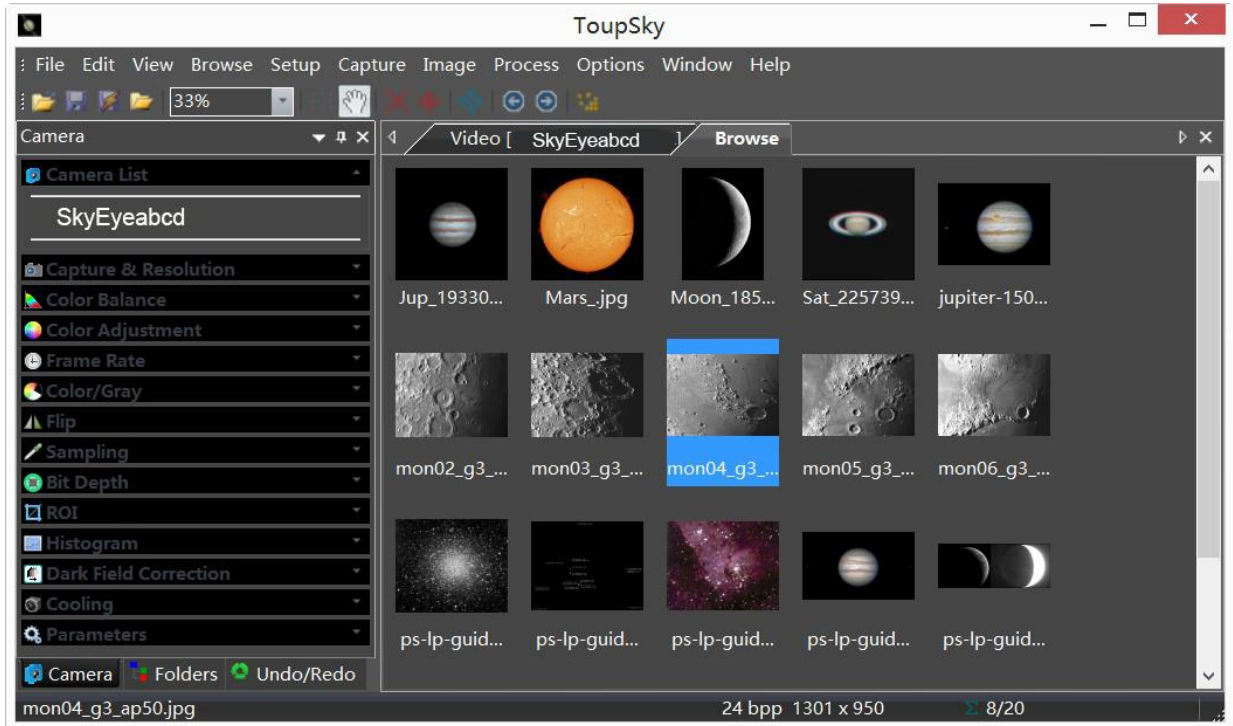 ToupSky
File Edit View Browse Setup Capture Image Process Options Window Help
33%
Camera
Video [ SkyEyeabcd ]
Browse
Camera List
SkyEyeabcd
Capture & Resolution
Color Balance
Color Adjustment
Frame Rate
Color/Gray
Flip
Sampling
Bit Depth
ROI
Histogram
Dark Field Correction
Cooling
Parameters
Jup_19330... Mars_.jpg Moon_185... Sat_225739... jupiter-150...
mon02_g3_... mon03_g3_... mon04_g3_... mon05_g3_... mon06_g3_...
ps-lp-guid... ps-lp-guid... ps-lp-guid... ps-lp-guid... ps-lp-guid...
Camera Folders Undo/Redo
mon04_g3_ap50.jpg 24 bpp 1301 x 950 Σ 8/20